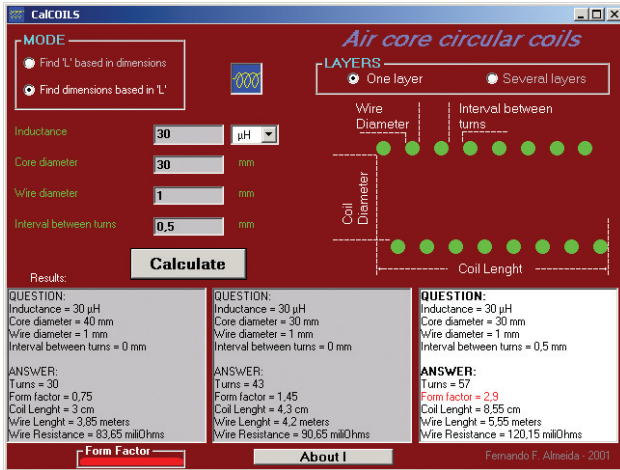 CalCOILS
Air core circular coils
MODE
Find 'L' based in dimensions
Find dimensions based in 'L'
LAYERS
One layer
Several layers
Inductance
30
µH
Core diameter
30
mm
Wire diameter
1
mm
Interval between turns
0,5
mm
Calculate
Wire
Diameter
Interval between
turns
Coil
Diameter
Coil Lenght
Results:
QUESTION:
Inductance = 30 µH
Core diameter = 40 mm
Wire diameter = 1 mm
Interval between turns = 0 mm
ANSWER:
Turns = 30
Form factor = 0,75
Coil Lenght = 3 cm
Wire Lenght = 3,85 meters
Wire Resistance = 83,65 miliOhms
QUESTION:
Inductance = 30 µH
Core diameter = 30 mm
Wire diameter = 1 mm
Interval between turns = 0 mm
ANSWER:
Turns = 43
Form factor = 1,45
Coil Lenght = 4,3 cm
Wire Lenght = 4,2 meters
Wire Resistance = 90,65 miliOhms
QUESTION:
Inductance = 30 µH
Core diameter = 30 mm
Wire diameter = 1 mm
Interval between turns = 0,5 mm
ANSWER:
Turns = 57
Form factor = 2,9
Coil Lenght = 8,55 cm
Wire Lenght = 5,55 meters
Wire Resistance = 120,15 miliOhms
Form Factor
About !
Fernando F. Almeida - 2001